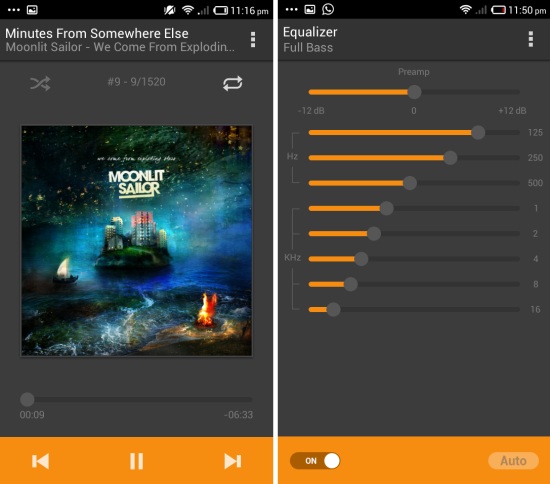 11:16 pm
Minutes From Somewhere Else
Moonlit Sailor - We Come From Explodin...
#9 - 9/1520
we come from exploding stars
MOONLIT
SAILOR
00:09
-06:33
11:50 pm
Equalizer
Full Bass
Preamp
-12 dB 0 +12 dB
125
Hz 250
500
1
2
KHz 4
8
16
ON
Auto